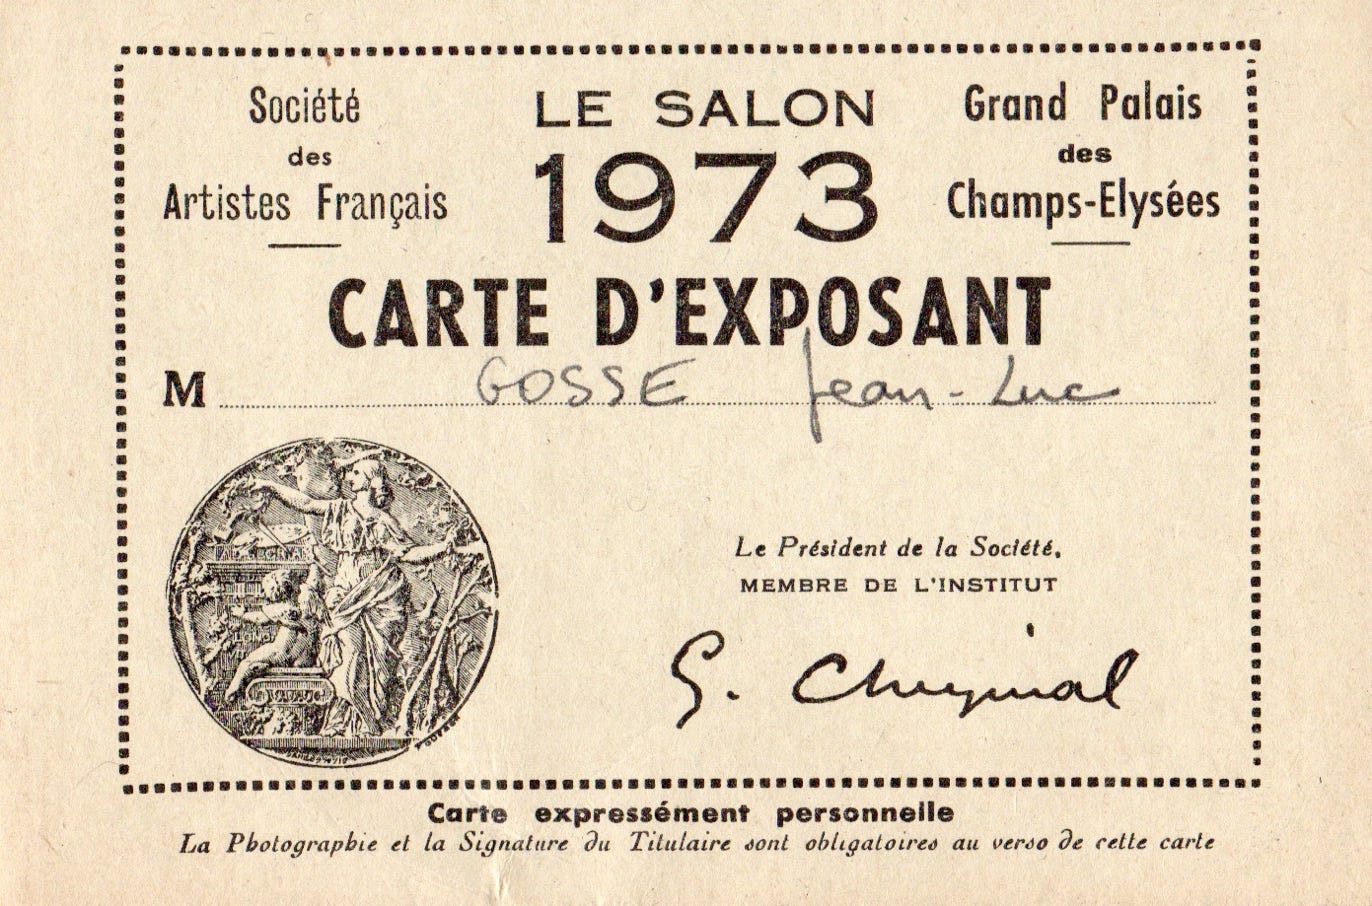 Société
des
Artistes Français
LE SALON
1973
Grand Palais
des
Champs-Elysées
CARTE D'EXPOSANT
M GOSSE Jean-Luc
Le Président de la Société,
MEMBRE DE L'INSTITUT
G. Cheyssial
Carte expressément personnelle
La Photographie et la Signature du Titulaire sont obligatoires au verso de cette carte